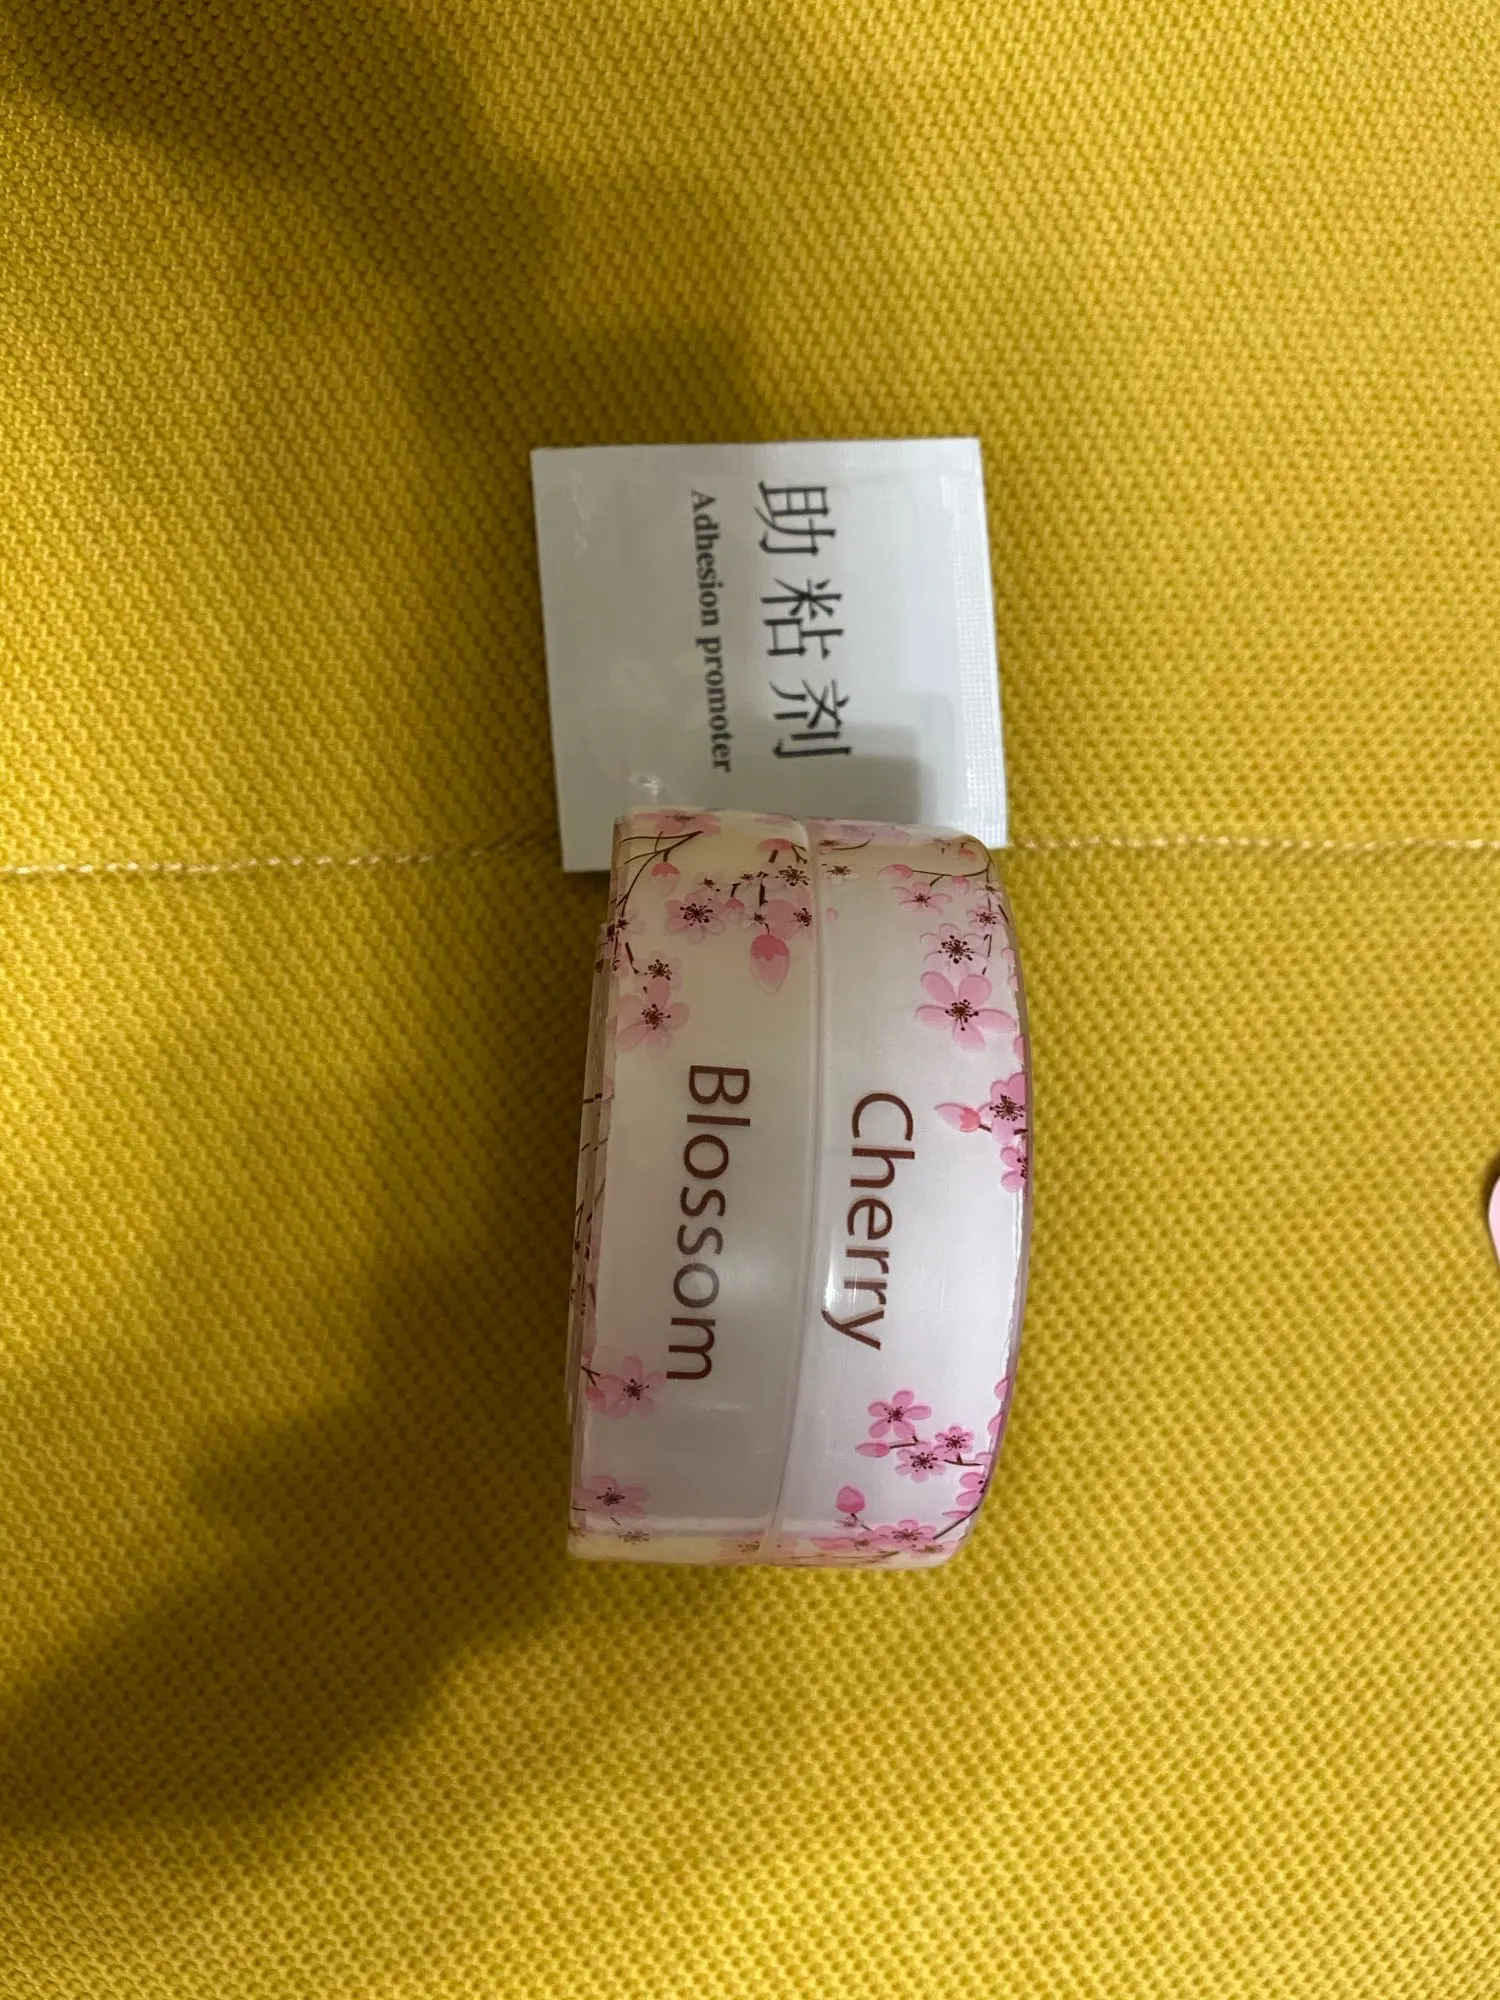 助粘剂
Adhesion promoter
Cherry
Blossom